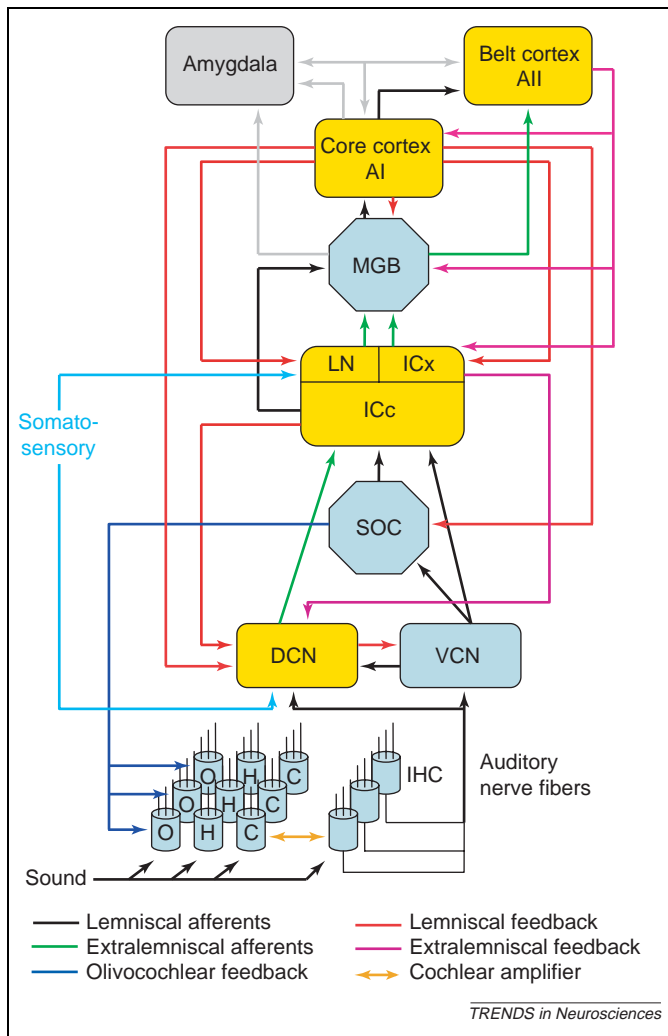 Amygdala
Belt cortex
AII
Core cortex
AI
MGB
LN
ICx
ICc
Somato-
sensory
SOC
DCN
VCN
O H C
O H C
O H C
IHC
Auditory
nerve fibers
Sound
Lemniscal afferents
Extralemniscal afferents
Olivocochlear feedback
Lemniscal feedback
Extralemniscal feedback
Cochlear amplifier
TRENDS in Neurosciences